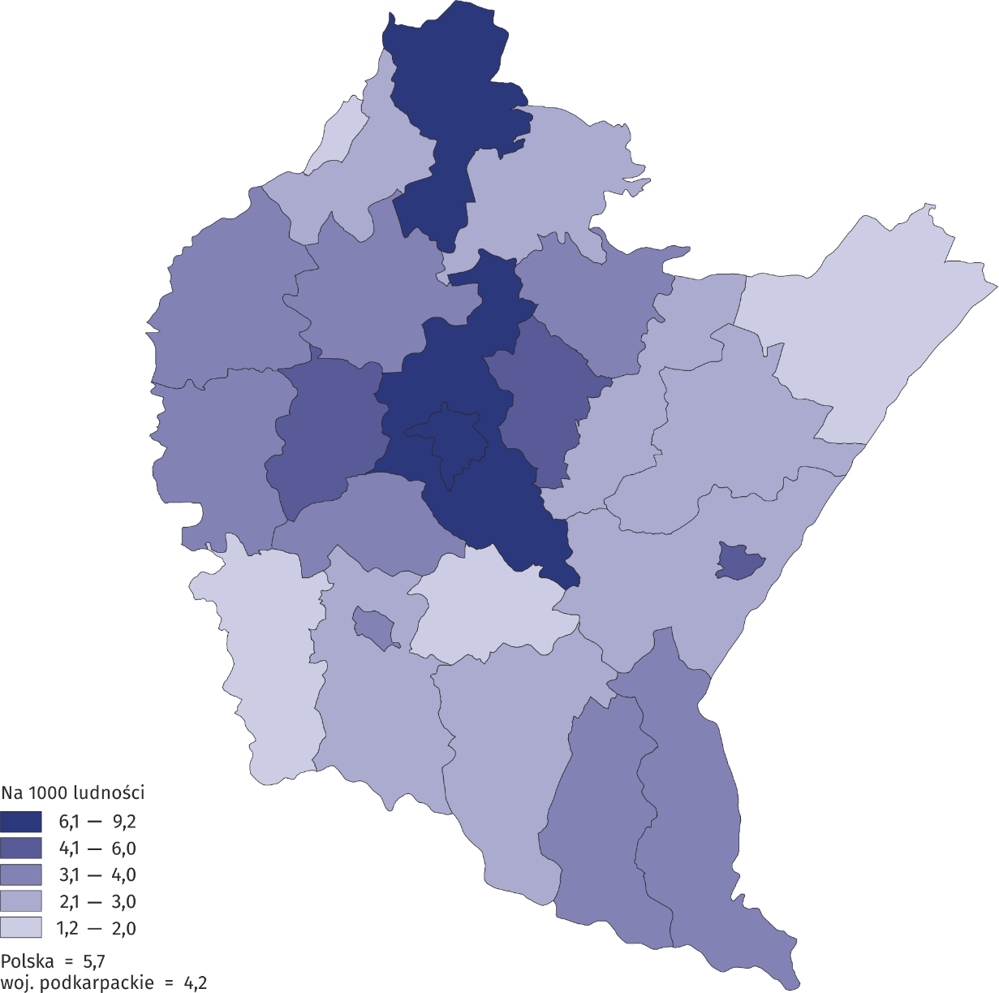 Na 1000 ludności
6,1 — 9,2
4,1 — 6,0
3,1 — 4,0
2,1 — 3,0
1,2 — 2,0
Polska = 5,7
woj. podkarpackie = 4,2